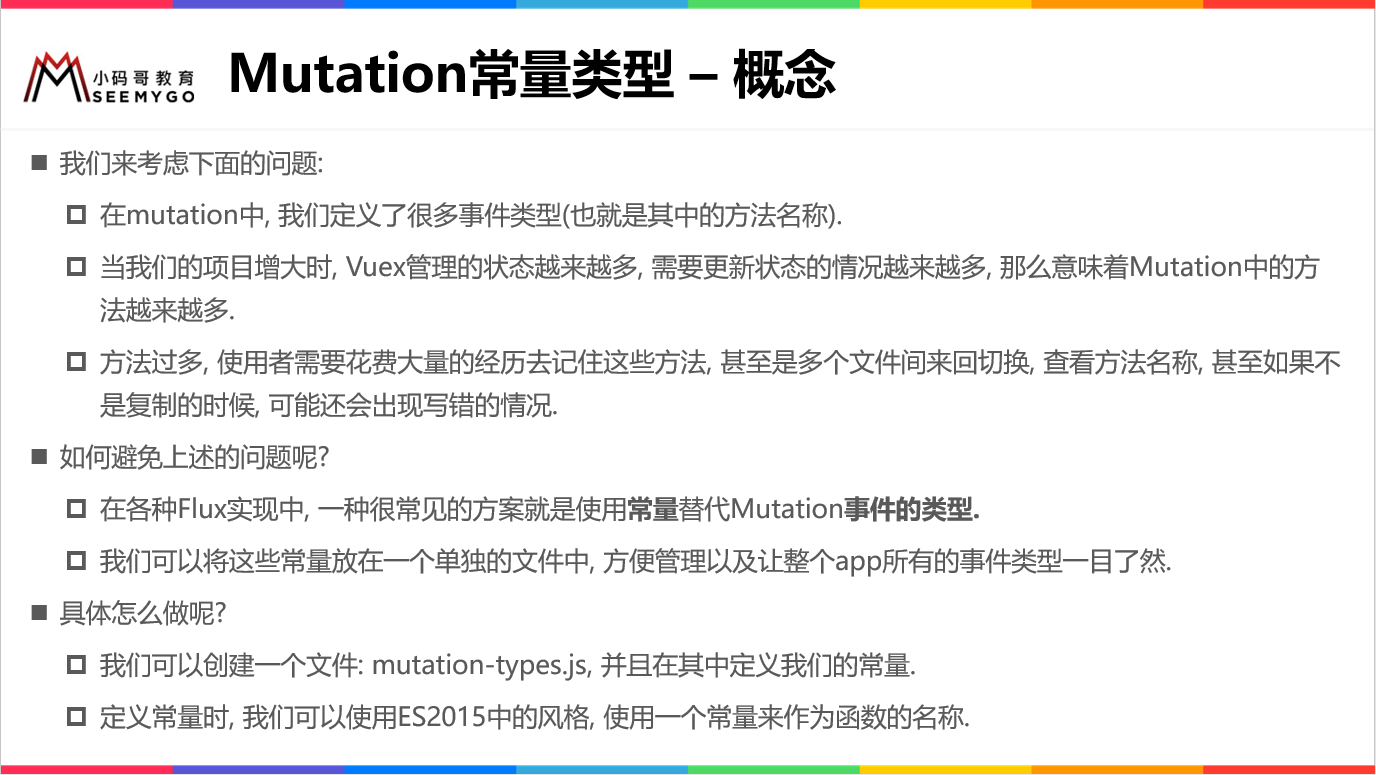 小码哥教育
SEEMYGO
Mutation常量类型 – 概念
我们来考虑下面的问题:
在mutation中, 我们定义了很多事件类型(也就是其中的方法名称).
当我们的项目增大时, Vuex管理的状态越来越多, 需要更新状态的情况越来越多, 那么意味着Mutation中的方
法越来越多.
方法过多, 使用者需要花费大量的经历去记住这些方法, 甚至是多个文件间来回切换, 查看方法名称, 甚至如果不
是复制的时候, 可能还会出现写错的情况.
如何避免上述的问题呢?
在各种Flux实现中, 一种很常见的方案就是使用常量替代Mutation事件的类型.
我们可以将这些常量放在一个单独的文件中, 方便管理以及让整个app所有的事件类型一目了然.
具体怎么做呢?
我们可以创建一个文件: mutation-types.js, 并且在其中定义我们的常量.
定义常量时, 我们可以使用ES2015中的风格, 使用一个常量来作为函数的名称.